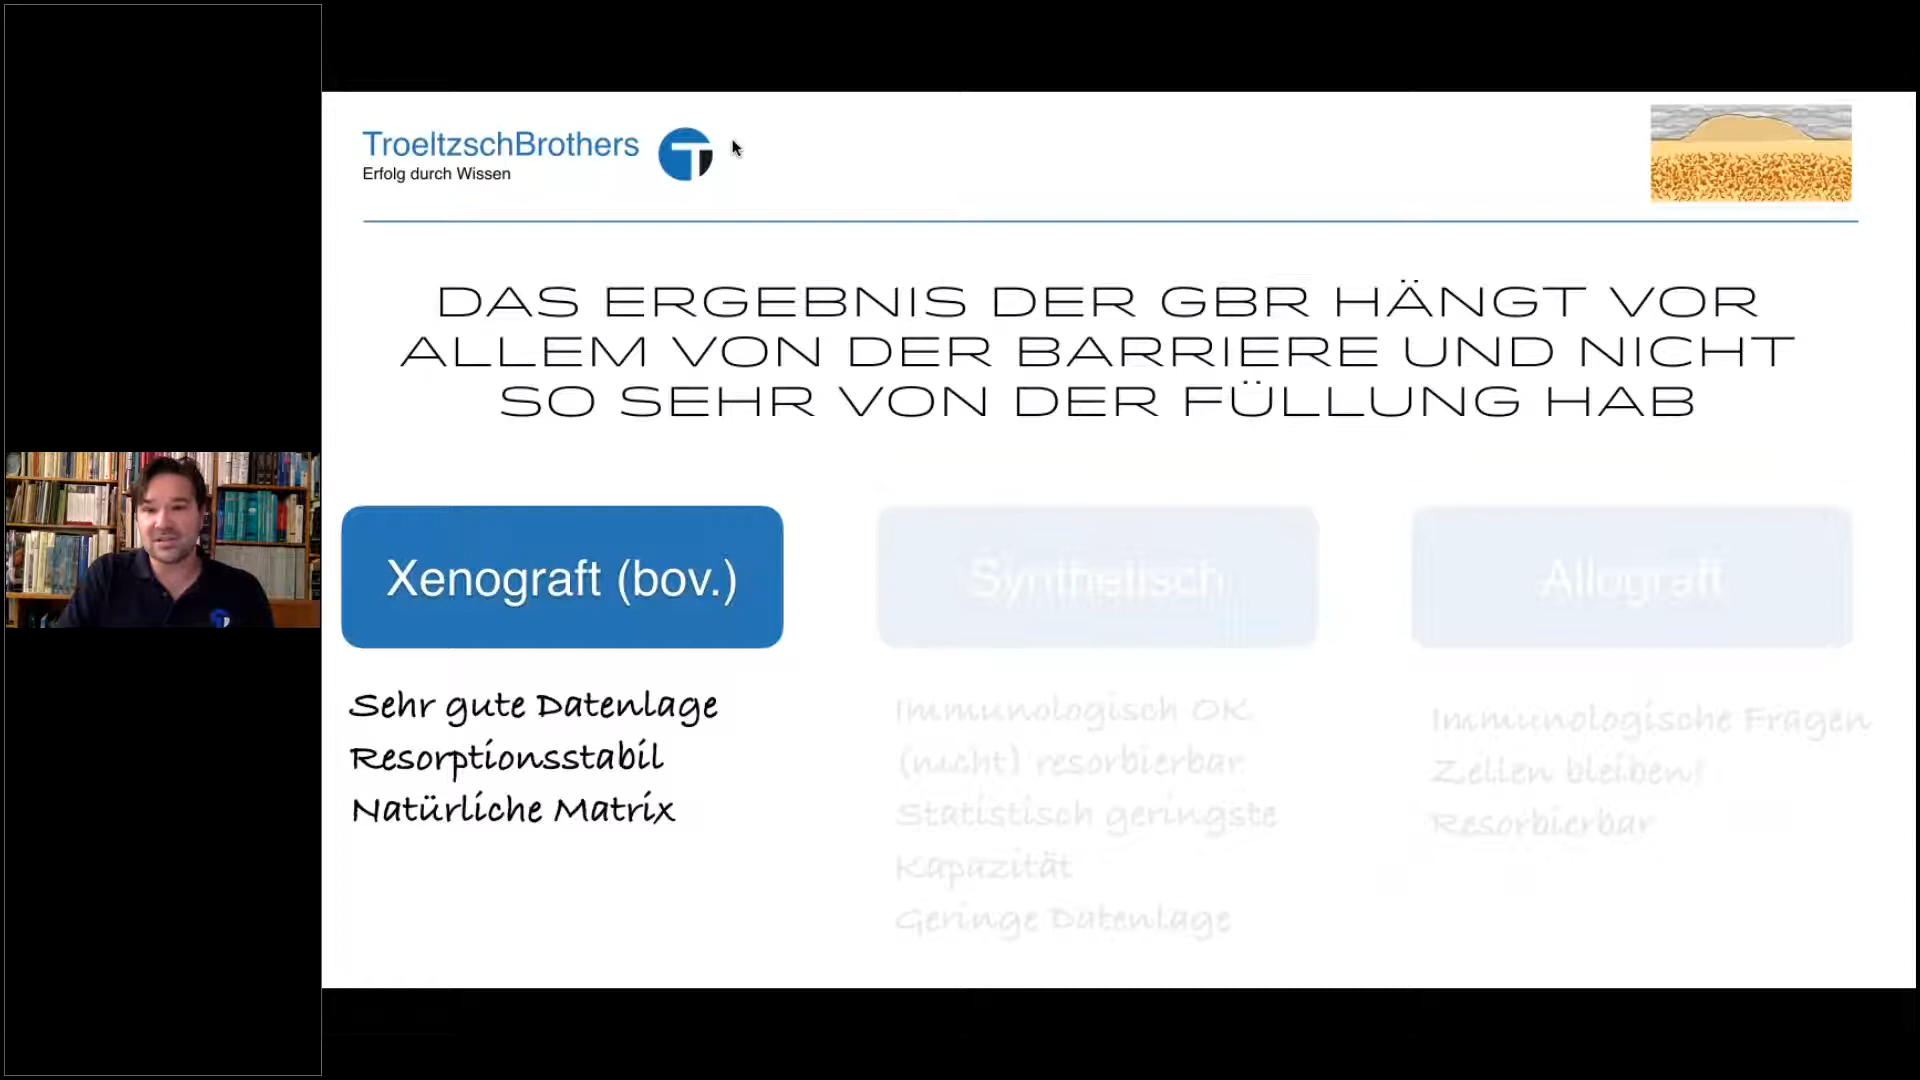 TroeltzschBrothers
Erfolg durch Wissen
DAS ERGEBNIS DER GBR HÄNGT VOR
ALLEM VON DER BARRIERE UND NICHT
SO SEHR VON DER FÜLLUNG HAB
Xenograft (bov.)
Sehr gute Datenlage
Resorptionsstabil
Natürliche Matrix
Synthetisch
Immunologisch OK
(nicht) resorbierbar
Statistisch geringste
Kapazität
Geringe Datenlage
Allograft
Immunologische Fragen
Zellen bleiben!
Resorbierbar